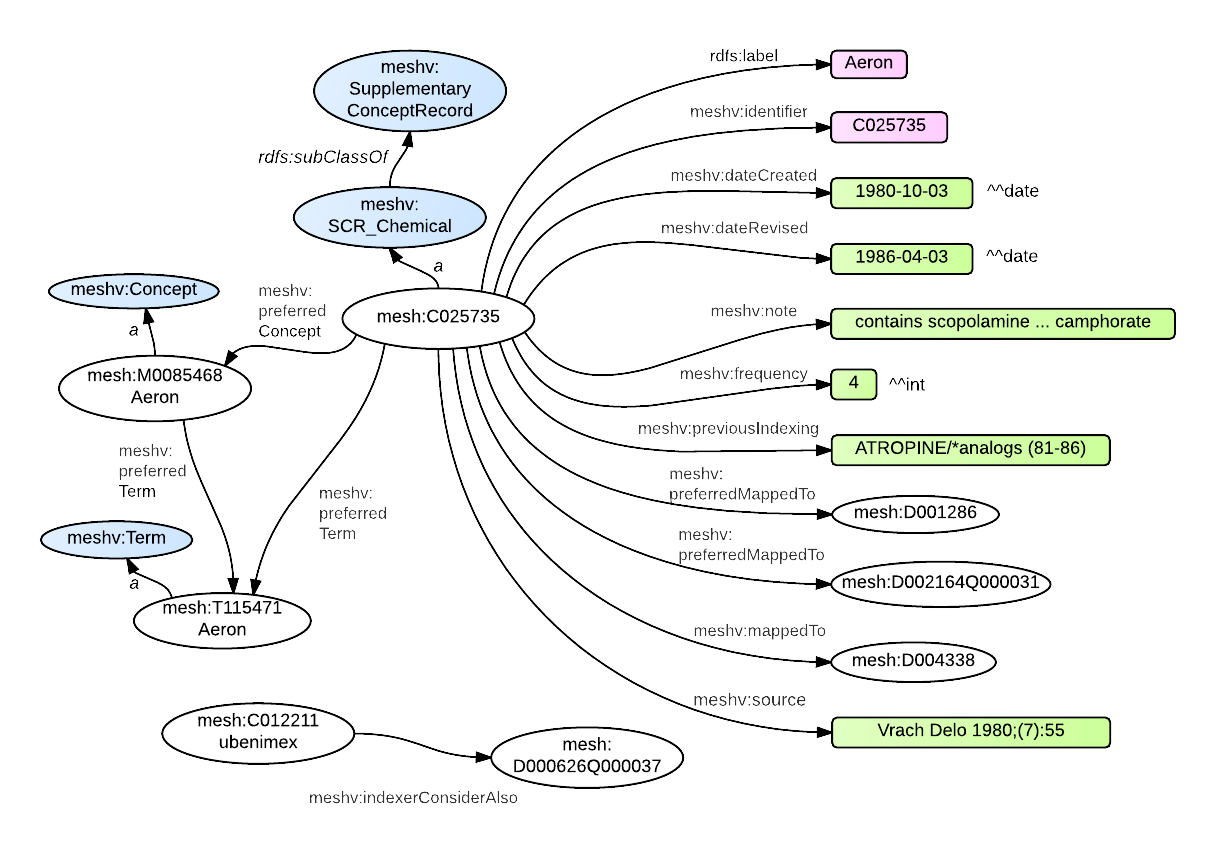 meshv:
Supplementary
ConceptRecord
rdfs:subClassOf
meshv:
SCR_Chemical
a
mesh:C025735
rdfs:label
Aeron
meshv:identifier
C025735
meshv:dateCreated
1980-10-03
^^date
meshv:dateRevised
1986-04-03
^^date
meshv:note
contains scopolamine ... camphorate
meshv:frequency
4
^^int
meshv:previousIndexing
ATROPINE/*analogs (81-86)
meshv:
preferredMappedTo
mesh:D001286
meshv:
preferredMappedTo
mesh:D002164Q000031
meshv:mappedTo
mesh:D004338
meshv:source
Vrach Delo 1980;(7):55
meshv:
preferred
Concept
meshv:Concept
a
mesh:M0085468
Aeron
meshv:
preferred
Term
meshv:
preferred
Term
meshv:Term
a
mesh:T115471
Aeron
mesh:C012211
ubenimex
meshv:indexerConsiderAlso
mesh:
D000626Q000037